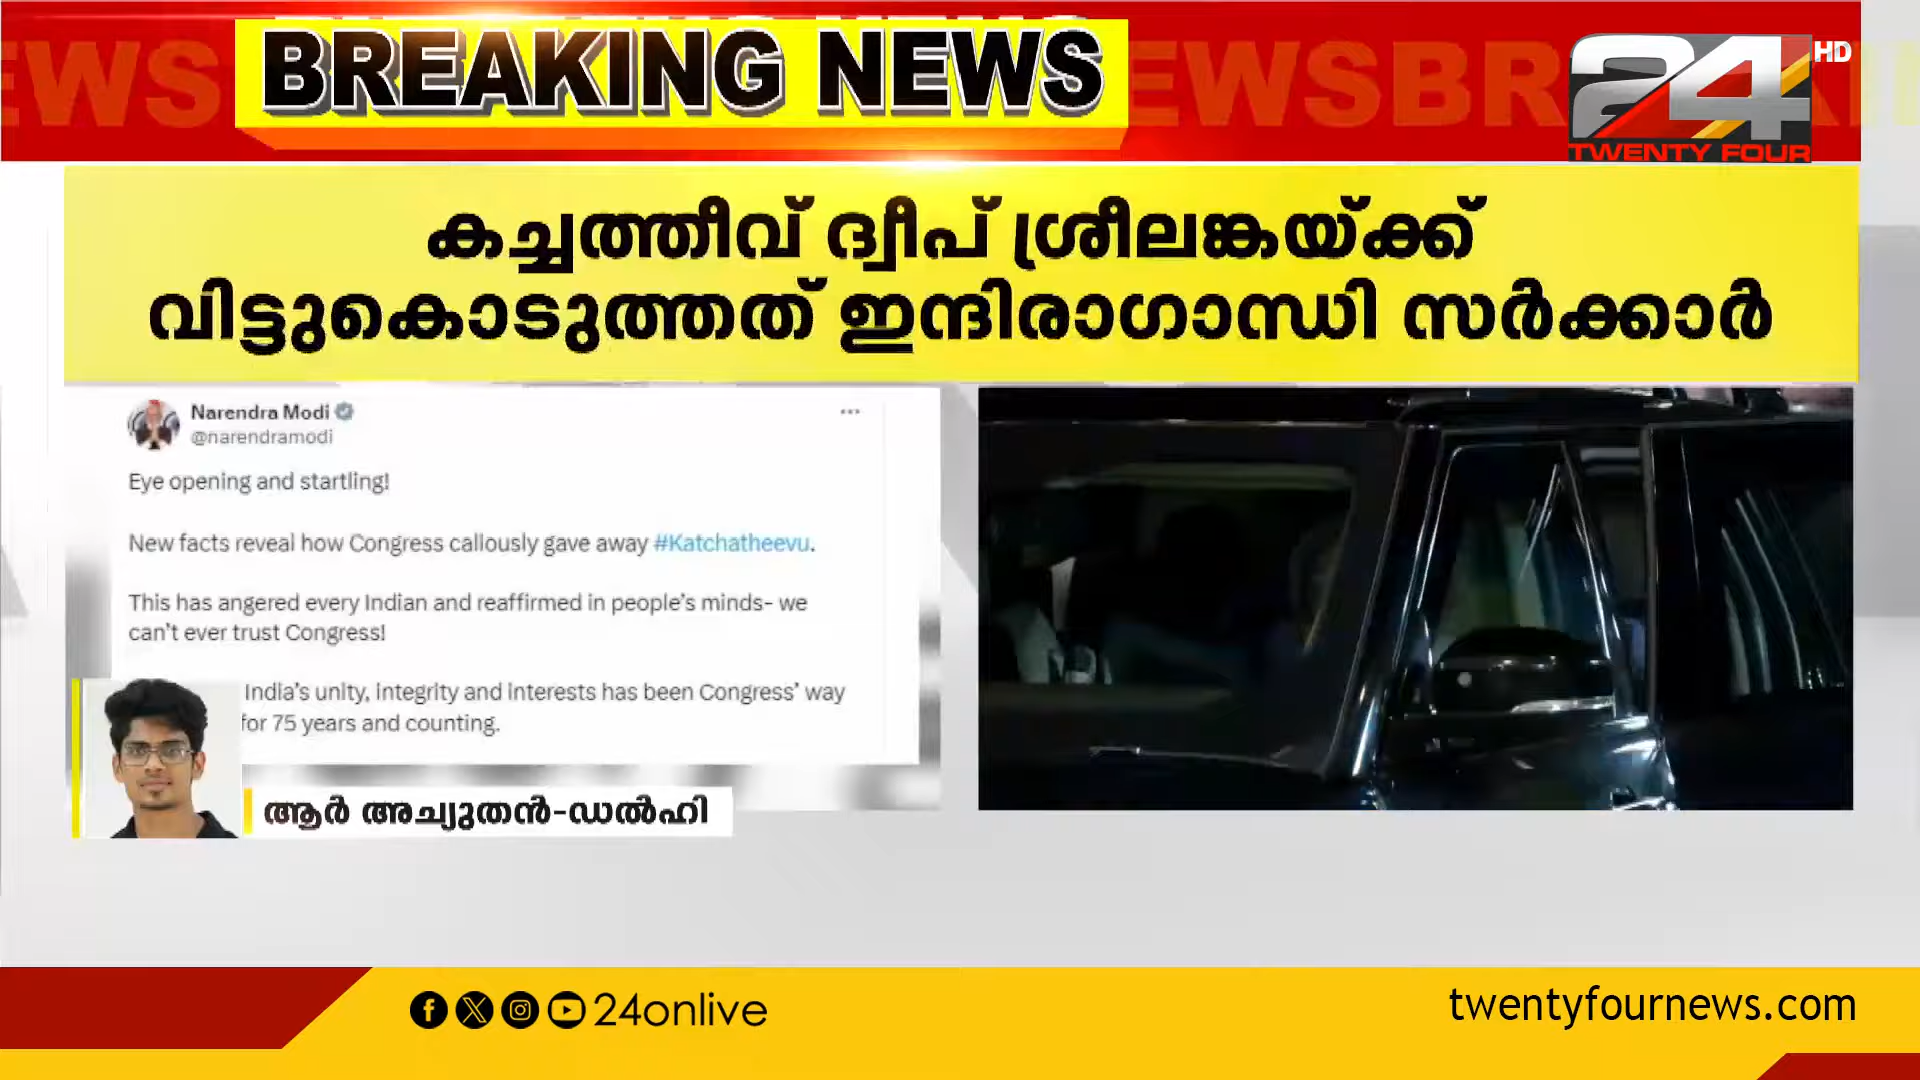 BREAKING NEWS
24 HD
TWENTY FOUR
കച്ചത്തീവ് ദ്വീപ് ശ്രീലങ്കയ്ക്ക്
വിട്ടുകൊടുത്തത് ഇന്ദിരാഗാന്ധി സർക്കാർ
Narendra Modi
@narendramodi
Eye opening and startling!
New facts reveal how Congress callously gave away #Katchatheevu.
This has angered every Indian and reaffirmed in people's minds- we
can't ever trust Congress!
India's unity, integrity and interests has been Congress' way
for 75 years and counting.
ആർ അച്യുതൻ-ഡൽഹി
24onlive
twentyfournews.com